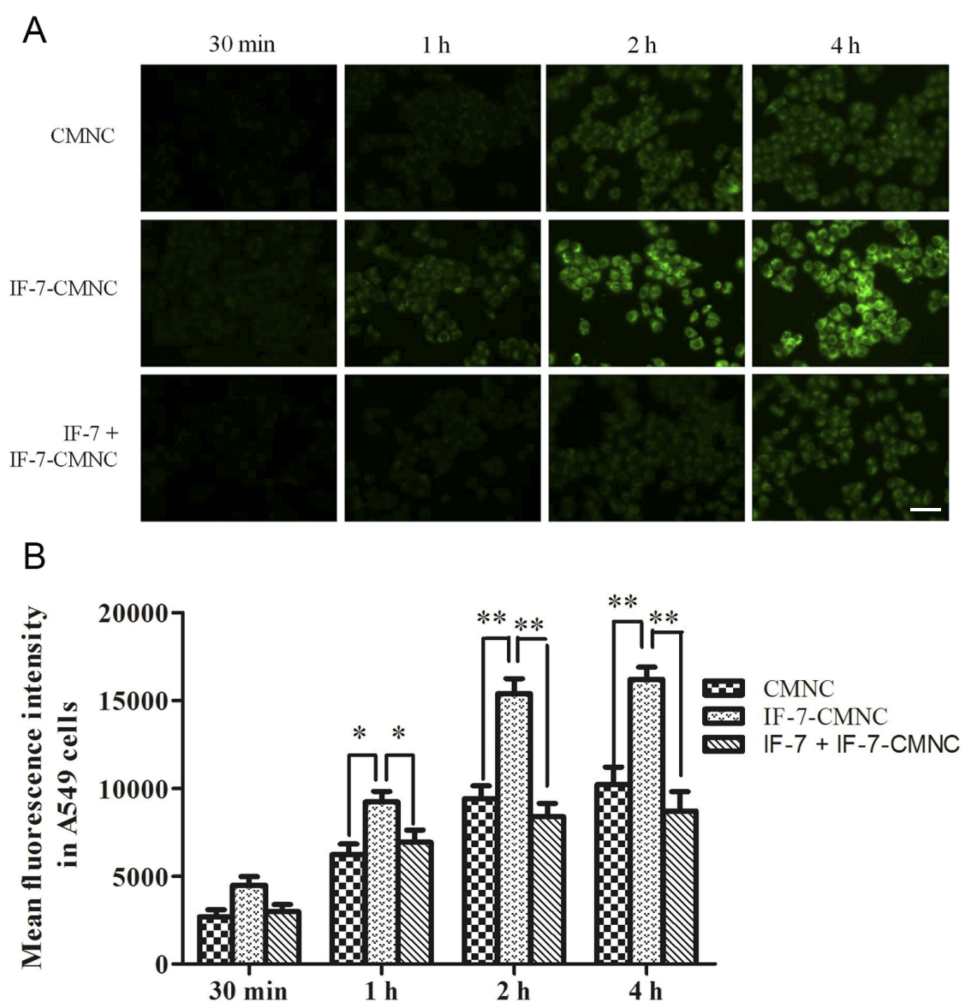 A
30 min 1 h 2 h 4 h
CMNC
IF-7-CMNC
IF-7 +
IF-7-CMNC
B
Mean fluorescence intensity
in A549 cells
20000
15000
10000
5000
0
* *
** **
** **
CMNC
IF-7-CMNC
IF-7 + IF-7-CMNC
30 min 1 h 2 h 4 h